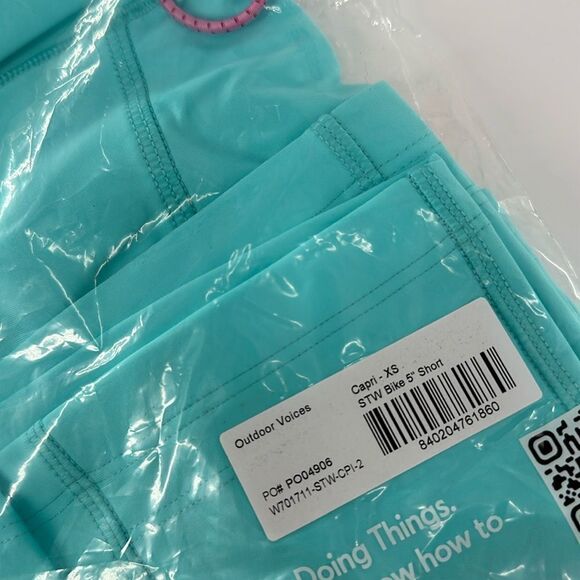 Outdoor Voices
Capri - XS
STW Bike 5" Short
840204761860
PO# PO04906
W701711-STW-CPI-2
Doing Things.
how to